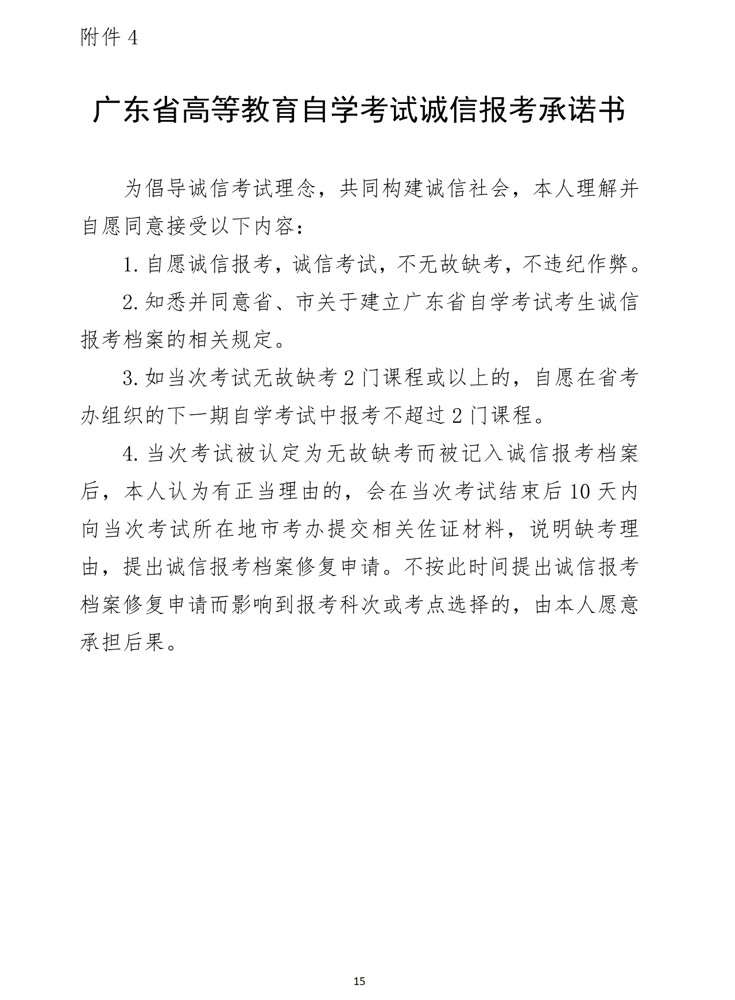 附件 4
广东省高等教育自学考试诚信报考承诺书
为倡导诚信考试理念，共同构建诚信社会，本人理解并
自愿同意接受以下内容：
1. 自愿诚信报考，诚信考试，不无故缺考，不违纪作弊。
2. 知悉并同意省、市关于建立广东省自学考试考生诚信
报考档案的相关规定。
3. 如当次考试无故缺考 2 门课程或以上的，自愿在省考
办组织的下一期自学考试中报考不超过 2 门课程。
4. 当次考试被认定为无故缺考而被记入诚信报考档案
后，本人认为有正当理由的，会在当次考试结束后 10 天内
向当次考试所在地市考办提交相关佐证材料，说明缺考理
由，提出诚信报考档案修复申请。不按此时间提出诚信报考
档案修复申请而影响到报考科次或考点选择的，由本人愿意
承担后果。
15